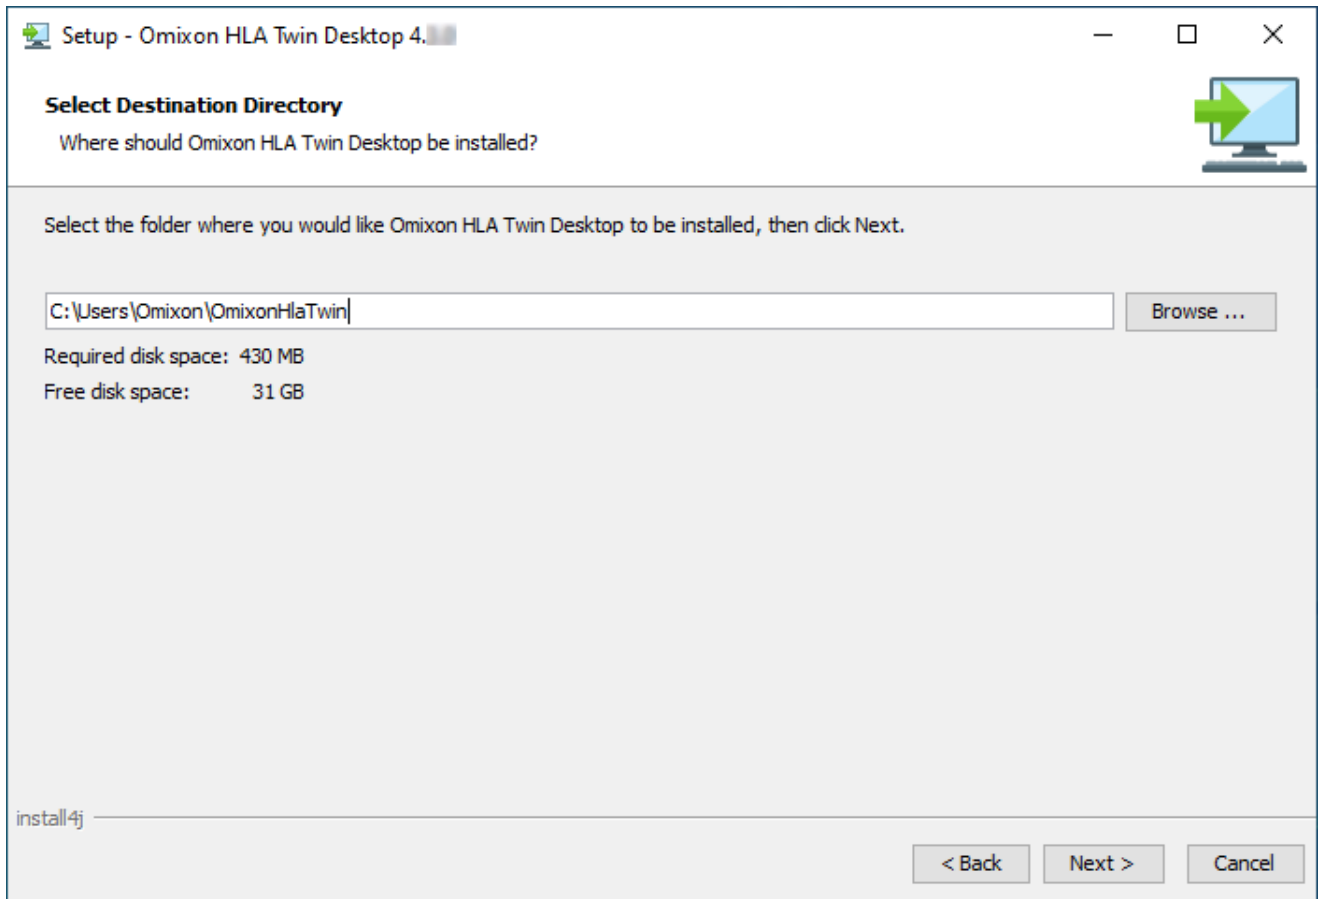 Setup - Omixon HLA Twin Desktop 4.
Select Destination Directory
Where should Omixon HLA Twin Desktop be installed?
Select the folder where you would like Omixon HLA Twin Desktop to be installed, then click Next.
C:\Users\Omixon\OmixonHlaTwin
Browse ...
Required disk space: 430 MB
Free disk space: 31 GB
install4j
< Back Next > Cancel